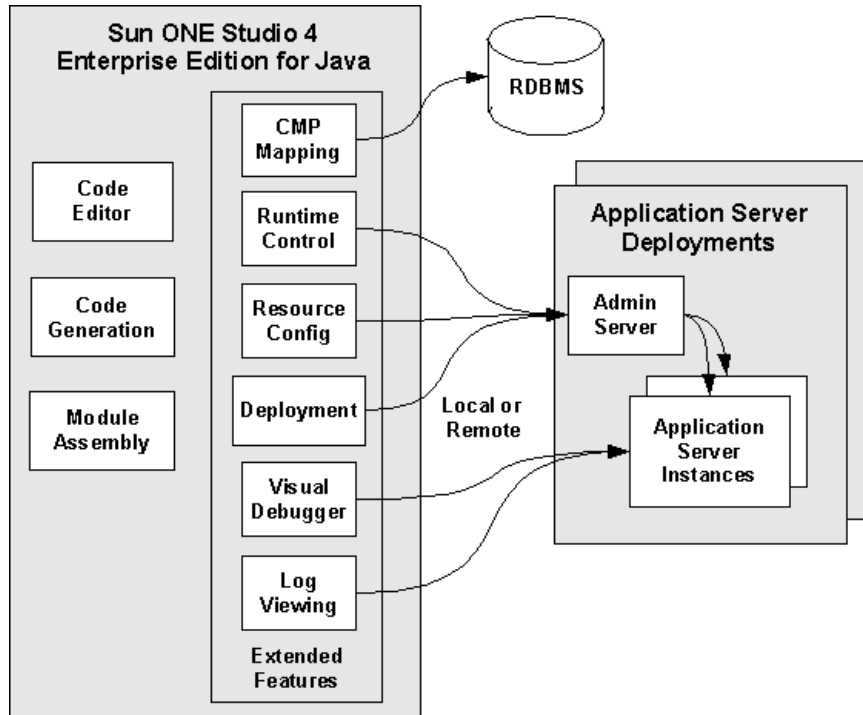 Sun ONE Studio 4
Enterprise Edition for Java
RDBMS
CMP
Mapping
Code
Editor
Runtime
Control
Application Server
Deployments
Code
Generation
Resource
Config
Admin
Server
Module
Assembly
Deployment
Local or
Remote
Application
Server
Instances
Visual
Debugger
Log
Viewing
Extended
Features